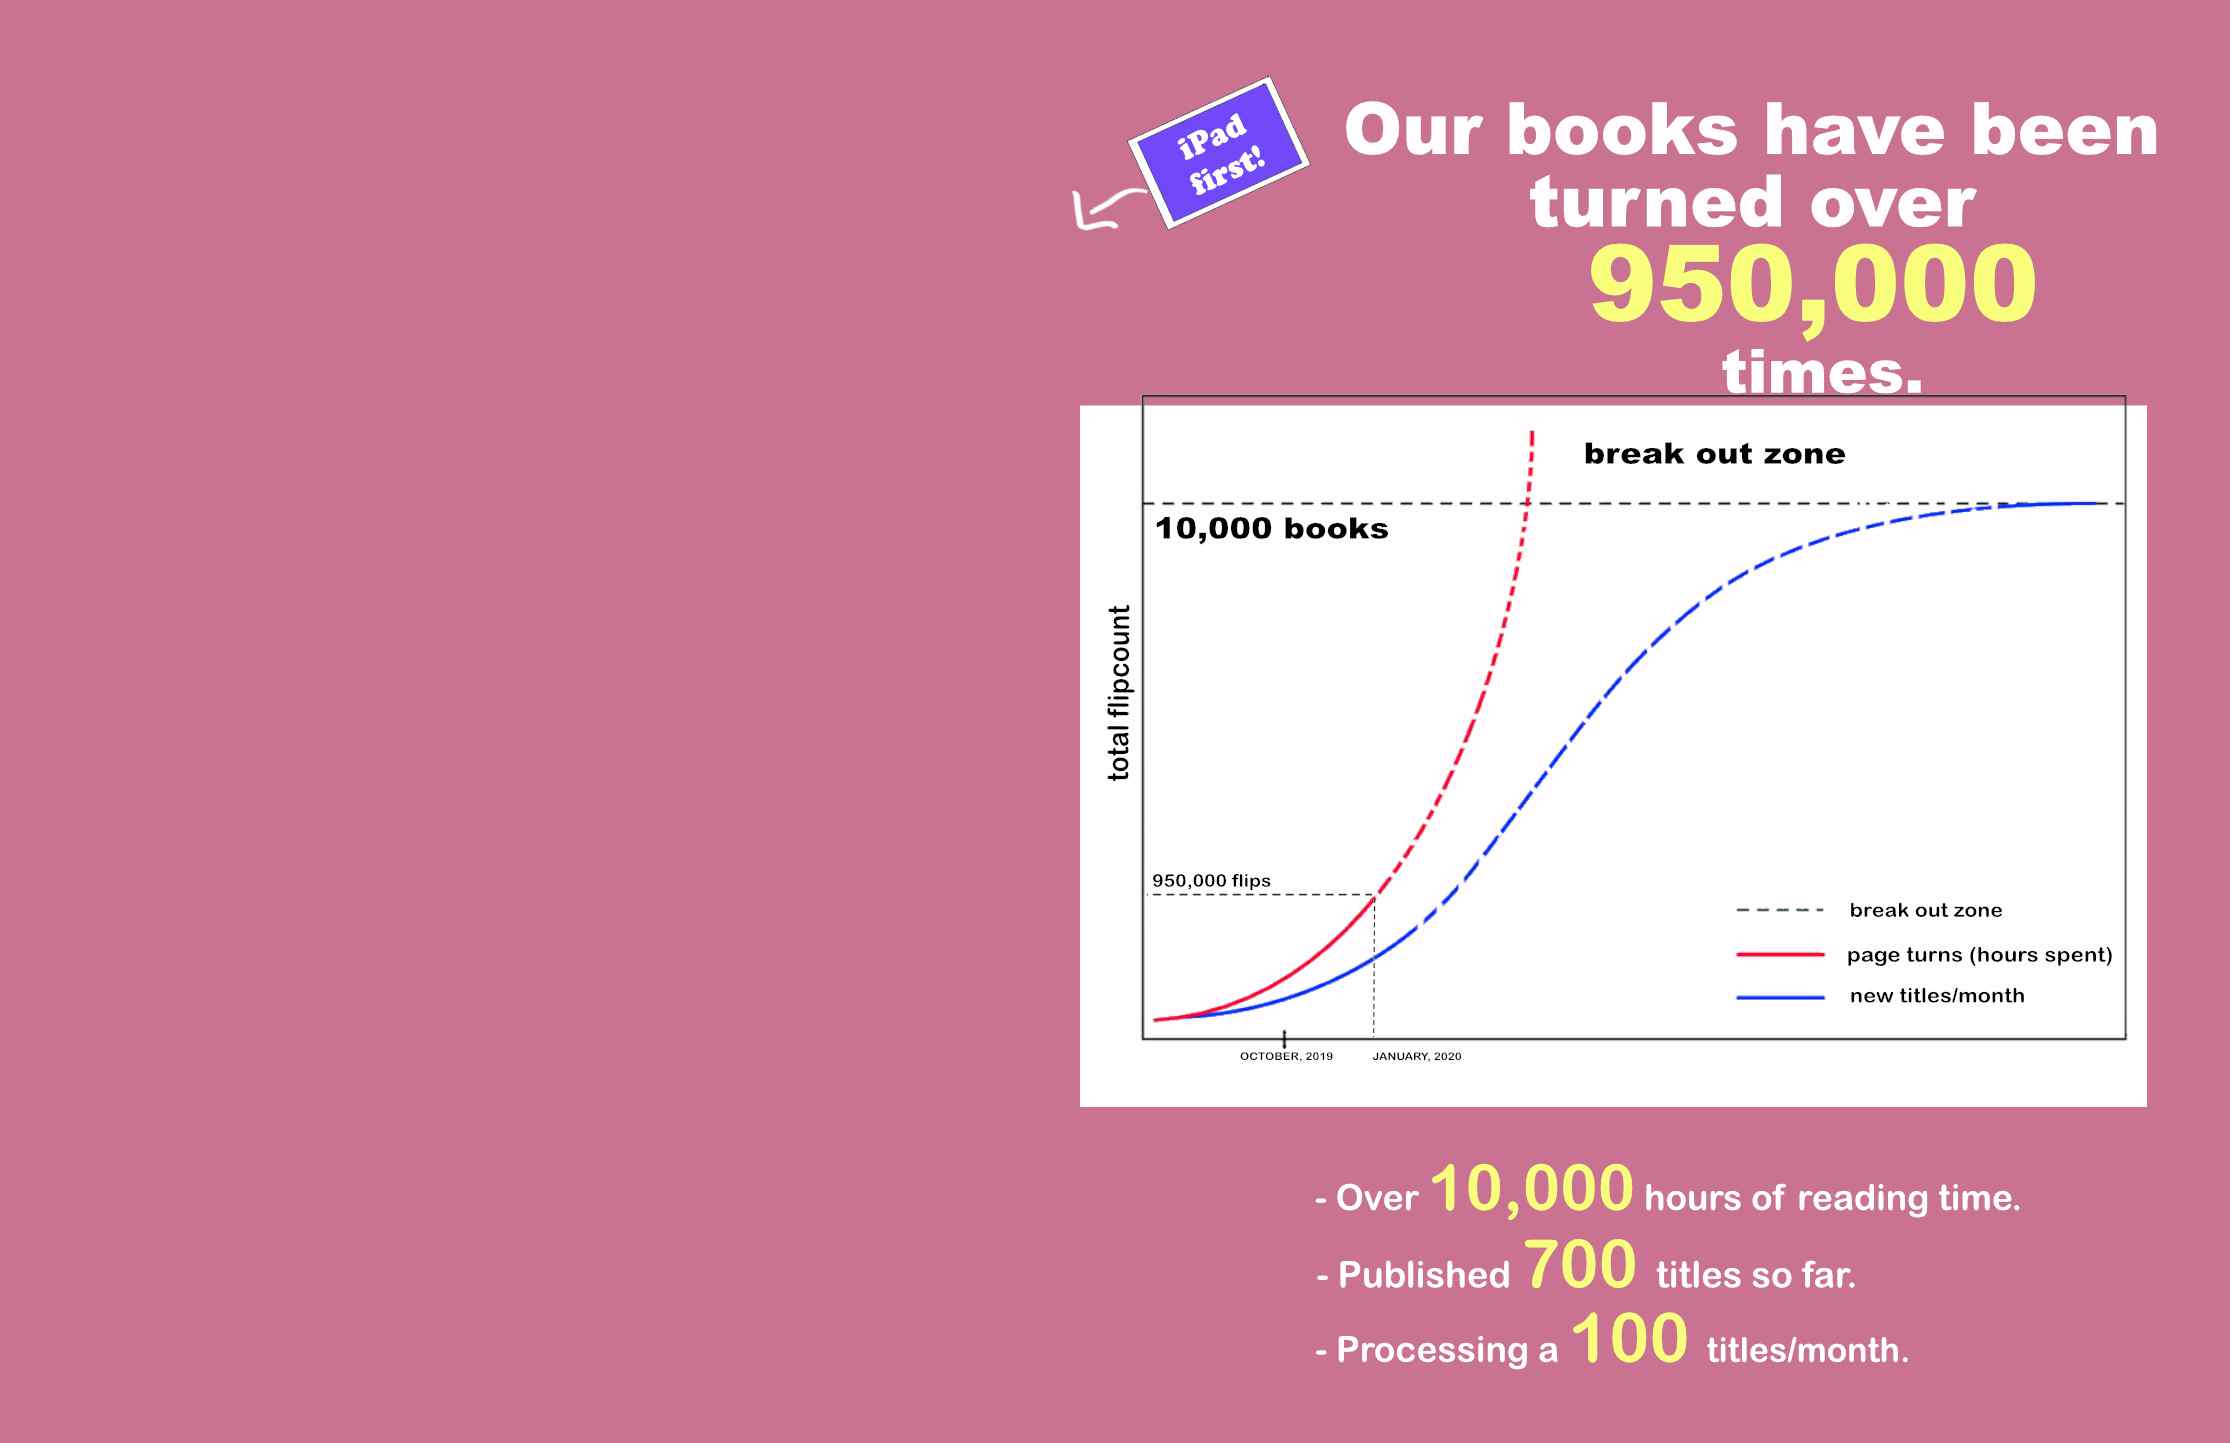 iPad
first!
Our books have been
turned over
950,000
times.
break out zone
10,000 books
total flipcount
950,000 flips
break out zone
page turns (hours spent)
new titles/month
OCTOBER, 2019
JANUARY, 2020
- Over 10,000 hours of reading time.
- Published 700 titles so far.
- Processing a 100 titles/month.